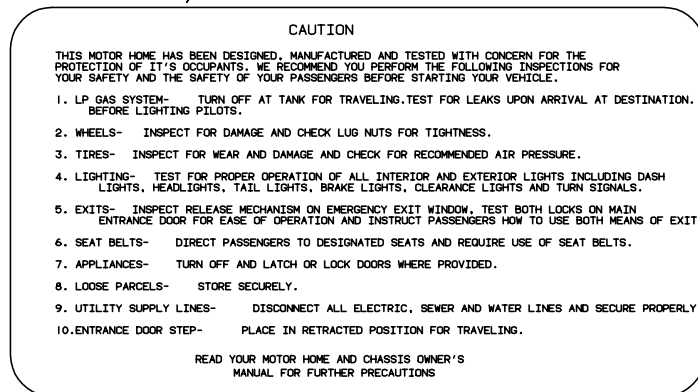 CAUTION
THIS MOTOR HOME HAS BEEN DESIGNED, MANUFACTURED AND TESTED WITH CONCERN FOR THE
PROTECTION OF IT'S OCCUPANTS. WE RECOMMEND YOU PERFORM THE FOLLOWING INSPECTIONS FOR
YOUR SAFETY AND THE SAFETY OF YOUR PASSENGERS BEFORE STARTING YOUR VEHICLE.
1. LP GAS SYSTEM- TURN OFF AT TANK FOR TRAVELING.TEST FOR LEAKS UPON ARRIVAL AT DESTINATION.
BEFORE LIGHTING PILOTS.
2. WHEELS- INSPECT FOR DAMAGE AND CHECK LUG NUTS FOR TIGHTNESS.
3. TIRES- INSPECT FOR WEAR AND DAMAGE AND CHECK FOR RECOMMENDED AIR PRESSURE.
4. LIGHTING- TEST FOR PROPER OPERATION OF ALL INTERIOR AND EXTERIOR LIGHTS INCLUDING DASH
LIGHTS, HEADLIGHTS, TAIL LIGHTS, BRAKE LIGHTS, CLEARANCE LIGHTS AND TURN SIGNALS.
5. EXITS- INSPECT RELEASE MECHANISM ON EMERGENCY EXIT WINDOW, TEST BOTH LOCKS ON MAIN
ENTRANCE DOOR FOR EASE OF OPERATION AND INSTRUCT PASSENGERS HOW TO USE BOTH MEANS OF EXIT
6. SEAT BELTS- DIRECT PASSENGERS TO DESIGNATED SEATS AND REQUIRE USE OF SEAT BELTS.
7. APPLIANCES- TURN OFF AND LATCH OR LOCK DOORS WHERE PROVIDED.
8. LOOSE PARCELS- STORE SECURELY.
9. UTILITY SUPPLY LINES- DISCONNECT ALL ELECTRIC, SEWER AND WATER LINES AND SECURE PROPERLY
10.ENTRANCE DOOR STEP- PLACE IN RETRACTED POSITION FOR TRAVELING.
READ YOUR MOTOR HOME AND CHASSIS OWNER'S
MANUAL FOR FURTHER PRECAUTIONS